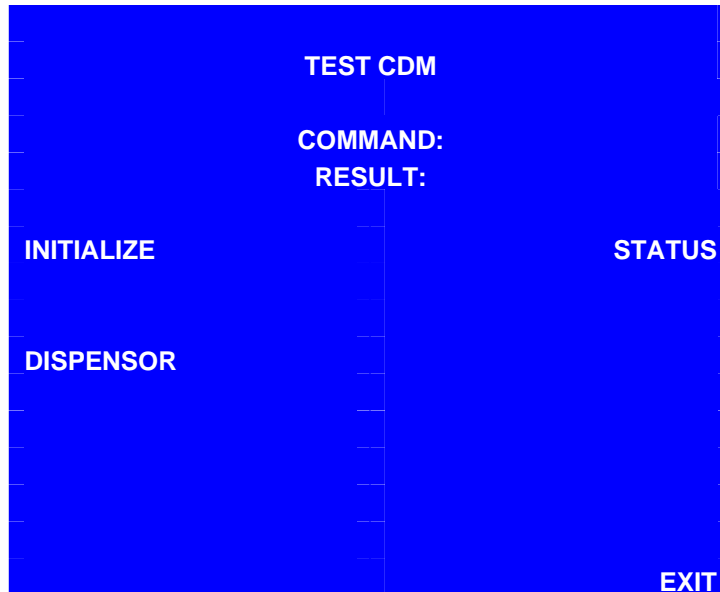 TEST CDM
COMMAND:
RESULT:
INITIALIZE STATUS
DISPENSOR
EXIT